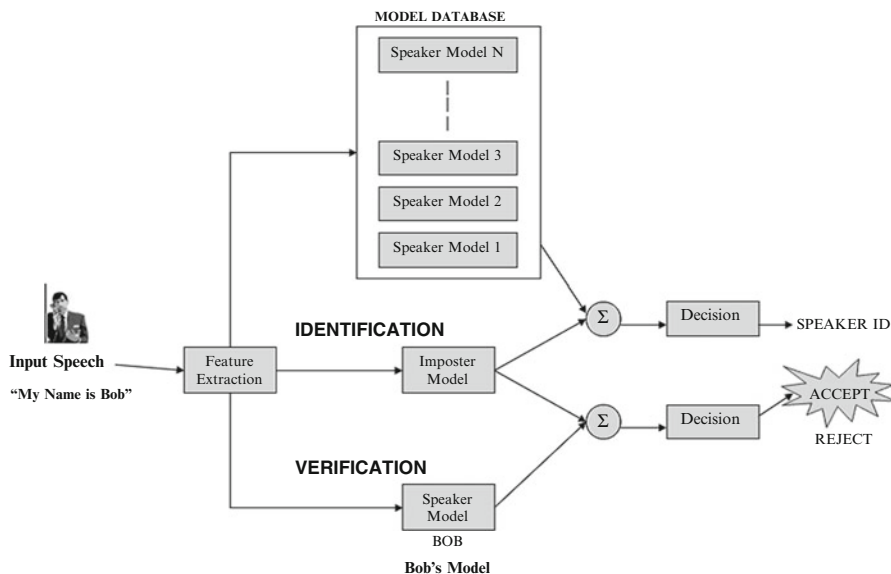 MODEL DATABASE
Speaker Model N
Speaker Model 3
Speaker Model 2
Speaker Model 1
IDENTIFICATION
Σ
Decision
SPEAKER ID
Input Speech
"My Name is Bob"
Feature
Extraction
Imposter
Model
Σ
Decision
ACCEPT
REJECT
VERIFICATION
Speaker
Model
BOB
Bob's Model